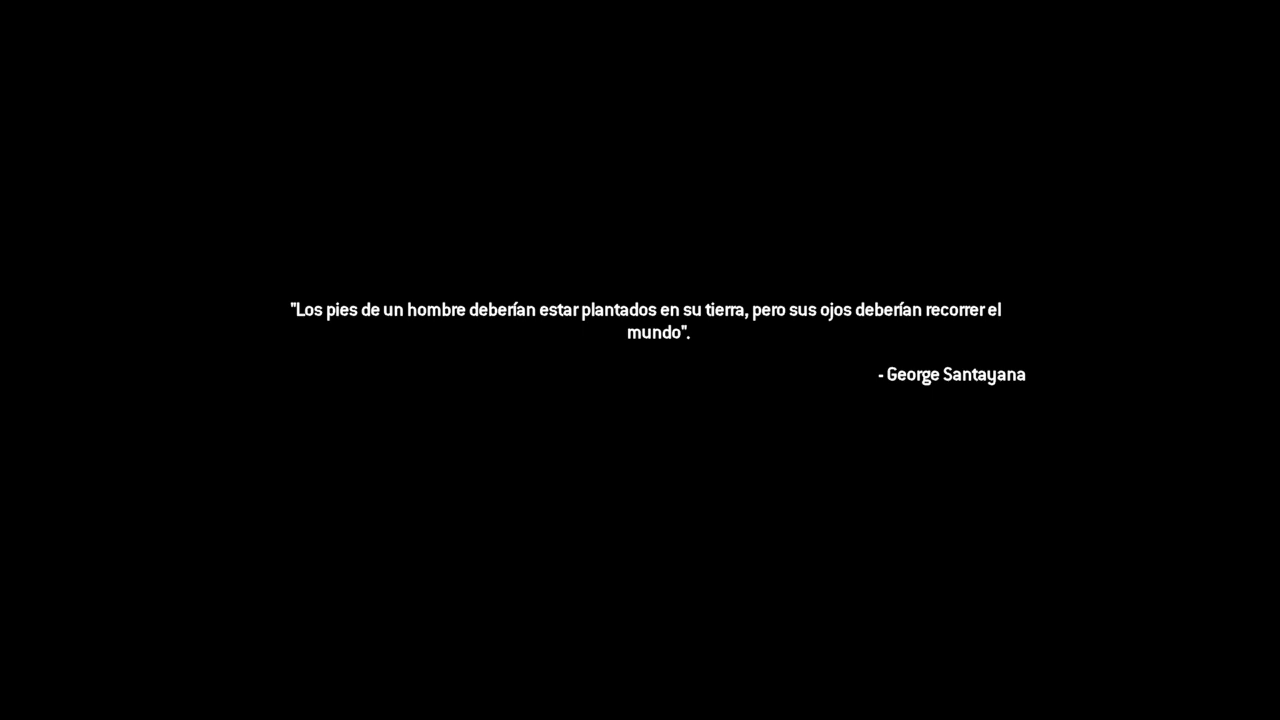 "Los pies de un hombre deberían estar plantados en su tierra, pero sus ojos deberían recorrer el
mundo".
- George Santayana